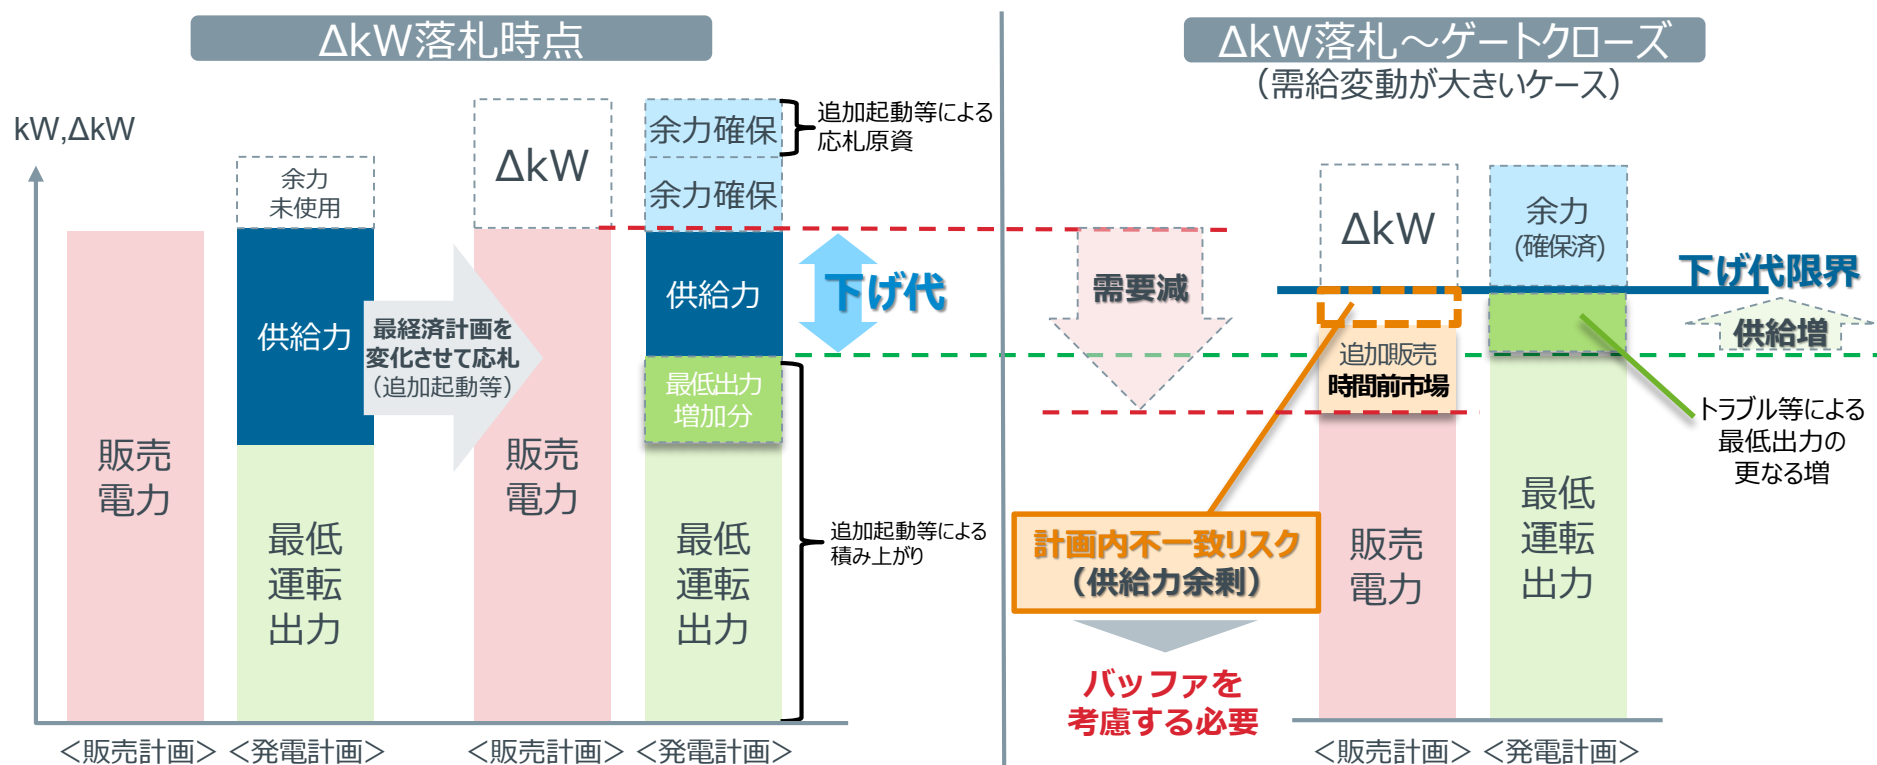 ΔkW落札時点
kW,ΔkW
余力
未使用
供給力
販売
電力
最低
運転
出力
最経済計画を
変化させて応札
（追加起動等）
ΔkW
販売
電力
余力確保
余力確保
供給力
最低出力
増加分
最低
運転
出力
追加起動等による
応札原資
下げ代
追加起動等による
積み上がり
＜販売計画＞
＜発電計画＞
＜販売計画＞
＜発電計画＞
ΔkW落札～ゲートクローズ
（需給変動が大きいケース）
需要減
ΔkW
余力
(確保済)
下げ代限界
供給増
追加販売
時間前市場
トラブル等による
最低出力の
更なる増
計画内不一致リスク
（供給力余剰）
販売
電力
最低
運転
出力
バッファを
考慮する必要
＜販売計画＞
＜発電計画＞